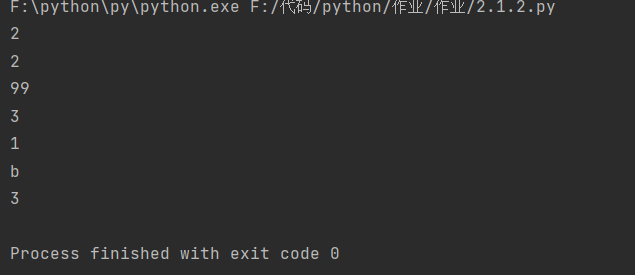 F:\python\py\python.exe F:/代码/python/作业/作业/2.1.2.py
2
2
99
3
1
b
3
Process finished with exit code 0